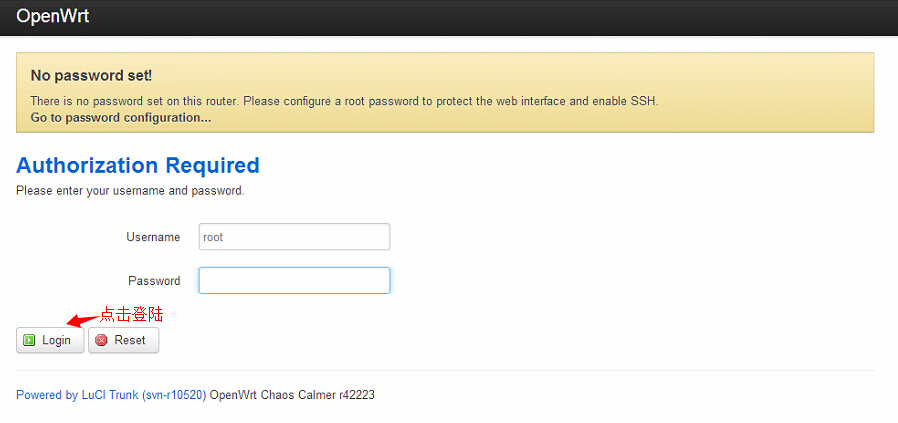 OpenWrt
No password set!
There is no password set on this router. Please configure a root password to protect the web interface and enable SSH.
Go to password configuration...
Authorization Required
Please enter your username and password.
Username root
Password
点击登陆
Login Reset
Powered by LuCI Trunk (svn-r10520) OpenWrt Chaos Calmer r42223